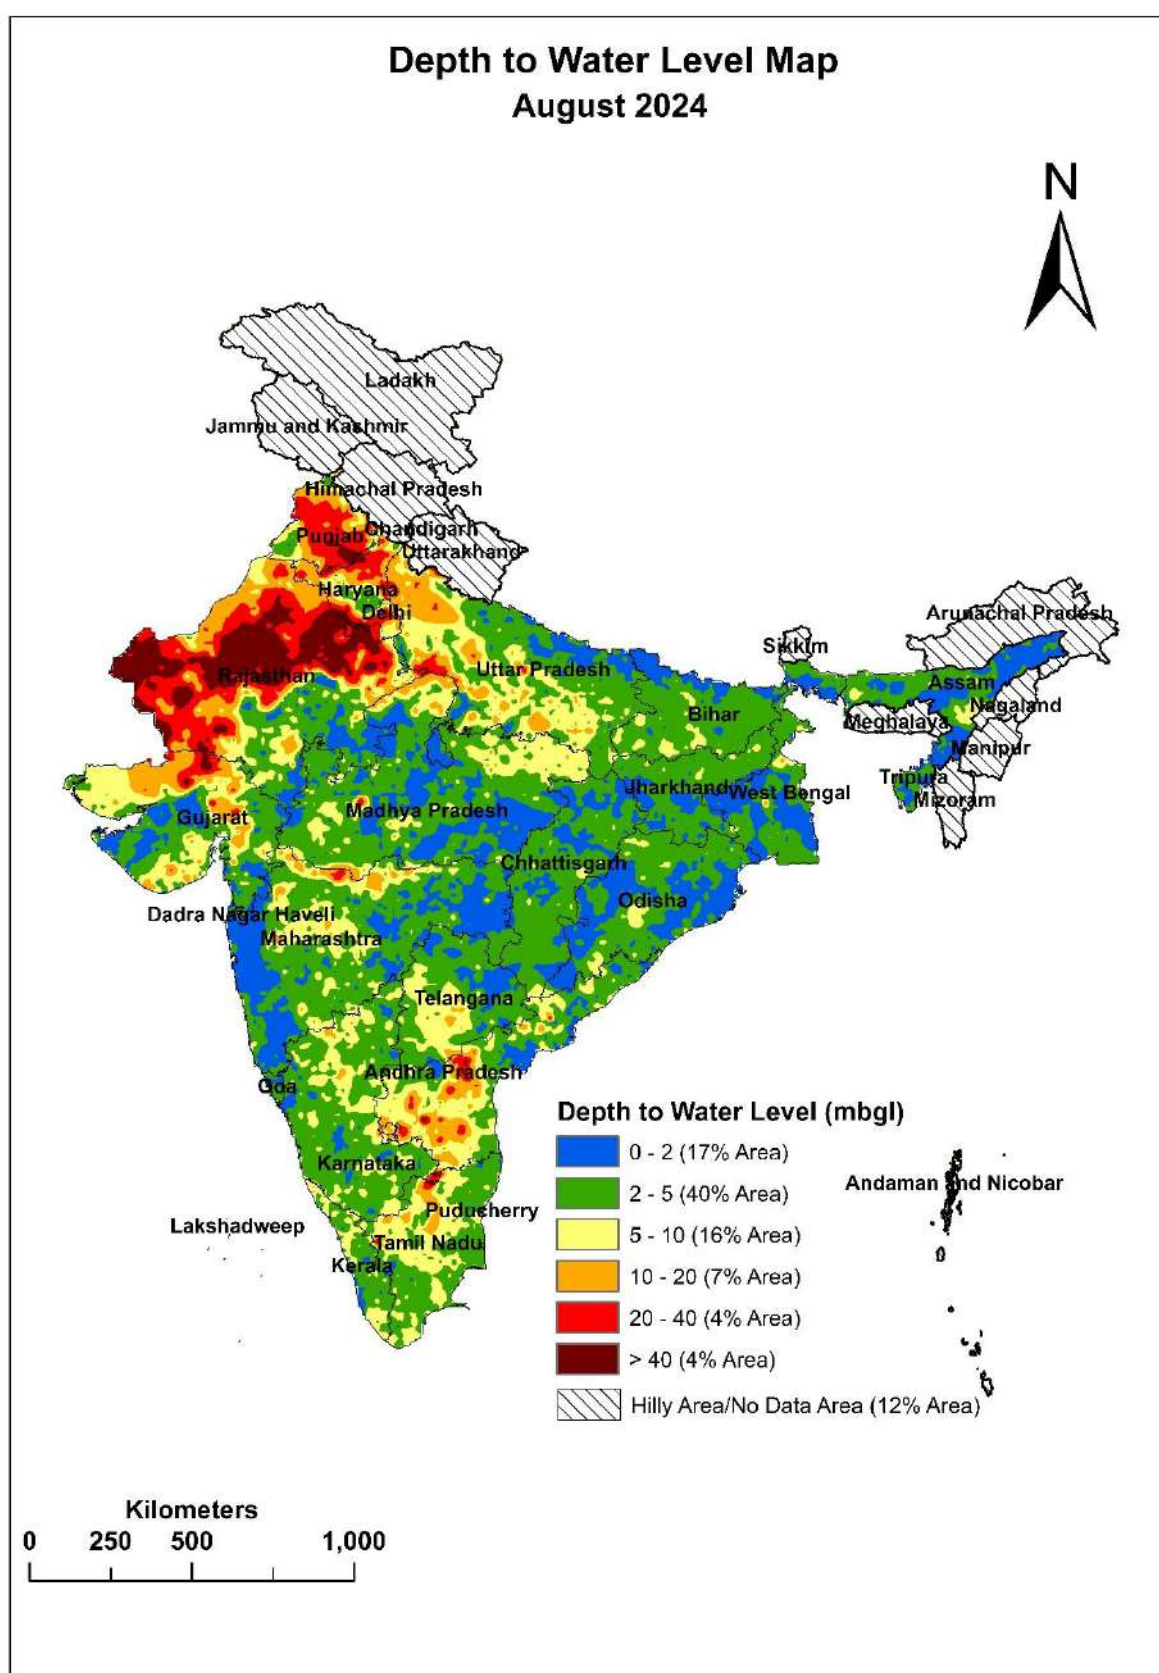 Depth to Water Level Map
August 2024
N
Ladakh
Jammu and Kashmir
Himachal Pradesh
Chandigarh
Punjab
Uttarakhand
Haryana
Delhi
Arunachal Pradesh
Sikkim
Rajasthan
Uttar Pradesh
Assam
Nagaland
Bihar
Meghalaya
Manipur
Tripura
Jharkhand
West Bengal
Mizoram
Gujarat
Madhya Pradesh
Chhattisgarh
Odisha
Dadra Nagar Haveli
Maharashtra
Telangana
Andhra Pradesh
Goa
Karnataka
Puducherry
Lakshadweep
Tamil Nadu
Kerala
Andaman and Nicobar
Depth to Water Level (mbgl)
0 - 2 (17% Area)
2 - 5 (40% Area)
5 - 10 (16% Area)
10 - 20 (7% Area)
20 - 40 (4% Area)
> 40 (4% Area)
Hilly Area/No Data Area (12% Area)
Kilometers
0 250 500 1,000